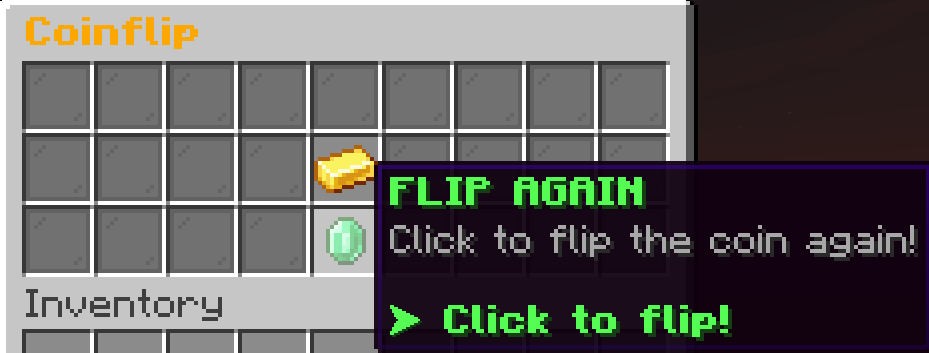 Coinflip
FLIP AGAIN
Click to flip the coin again!
Inventory
➤ Click to flip!